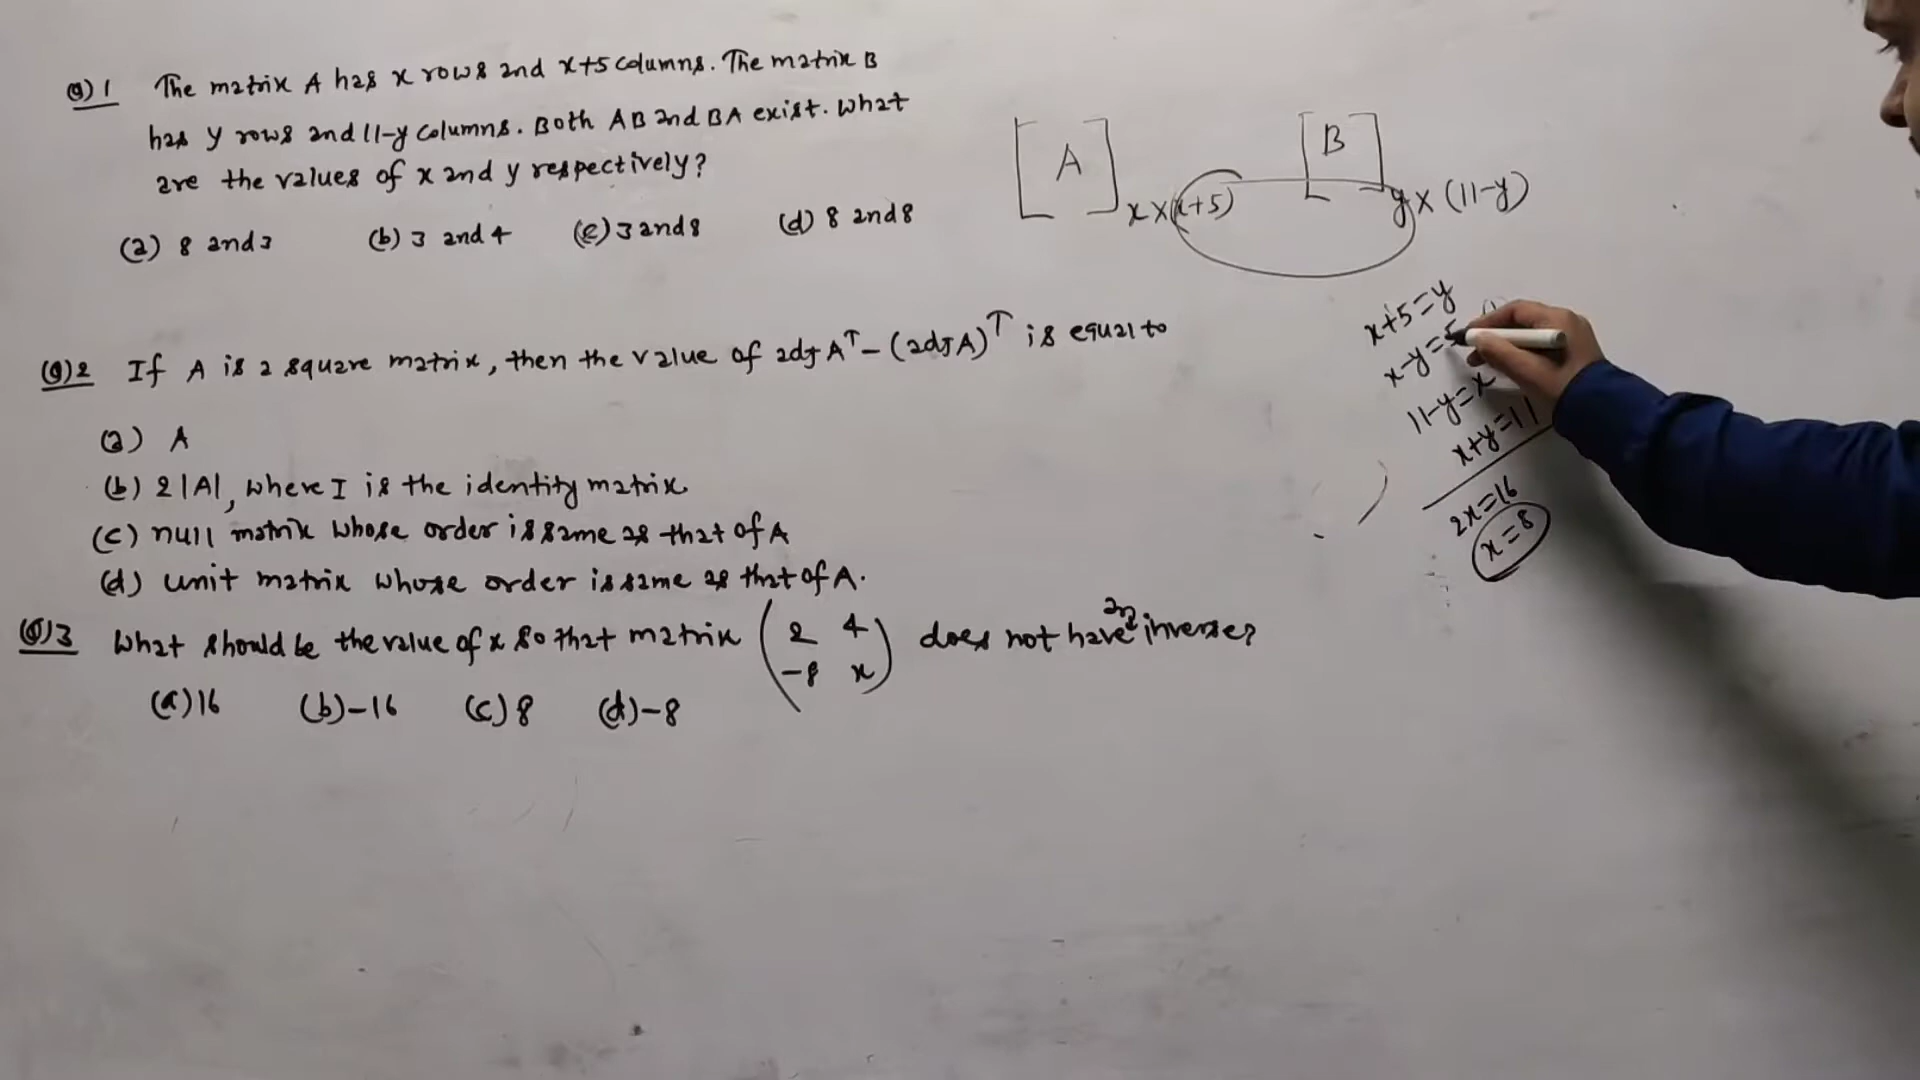 Q)1 The matrix A has x rows and x+5 columns. The matrix B
has y rows and 11-y columns. Both AB and BA exist. What
are the values of x and y respectively?
(a) 8 and 3 (b) 3 and 4 (c) 3 and 8 (d) 8 and 8
[A] x×(x+5) [B] y×(11-y)
x+5=y
x-y=5
11-y=x
x+y=11
2x=16
x=8
Q)2 If A is a square matrix, then the value of adj Aᵀ-(adj A)ᵀ is equal to
(a) A
(b) 2|A|, where I is the identity matrix
(c) null matrix whose order is same as that of A
(d) unit matrix whose order is same as that of A.
Q)3 What should be the value of x so that matrix (2 4
-8 x) does not have an inverse?
(a) 16 (b) -16 (c) 8 (d) -8